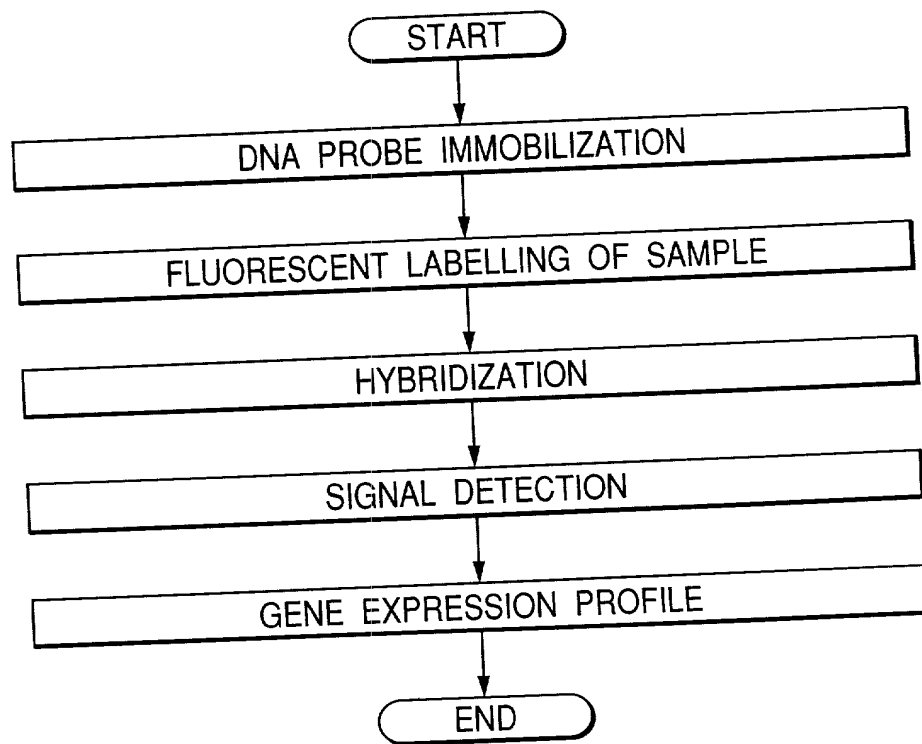 START
DNA PROBE IMMOBILIZATION
FLUORESCENT LABELLING OF SAMPLE
HYBRIDIZATION
SIGNAL DETECTION
GENE EXPRESSION PROFILE
END